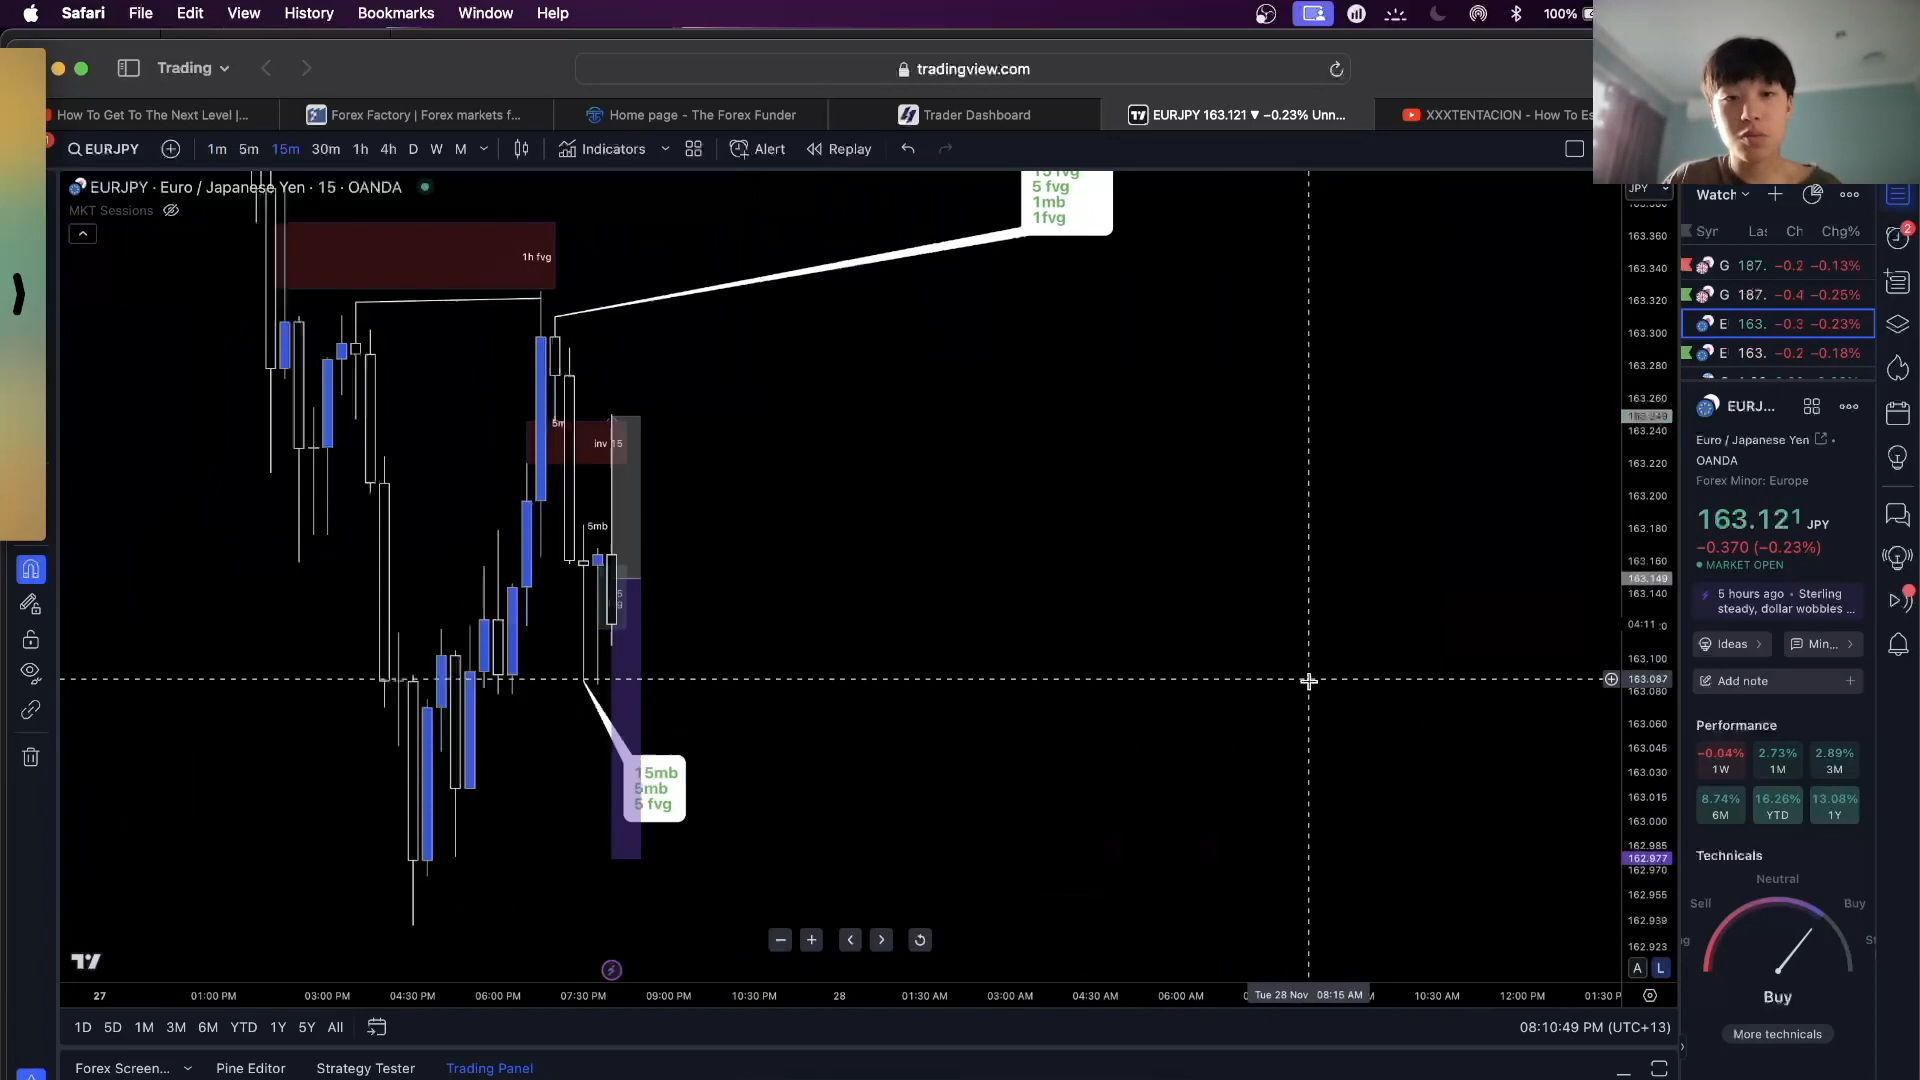 Safari File Edit View History Bookmarks Window Help
100%
Trading
tradingview.com
How To Get To The Next Level |...
Forex Factory | Forex markets f...
Home page - The Forex Funder
Trader Dashboard
EURJPY 163.121 ▼ −0.23% Unn...
XXXTENTACION - How To Es
EURJPY
1m 5m 15m 30m 1h 4h D W M
Indicators
Alert
Replay
EURJPY · Euro / Japanese Yen · 15 · OANDA
MKT Sessions
15 fvg
5 fvg
1mb
1fvg
1h fvg
5m
inv 15
5mb
15mb
5mb
5 fvg
JPY
163.360
163.340
163.320
163.300
163.280
163.260
163.249
163.240
163.220
163.200
163.180
163.160
163.149
163.140
04:11
163.100
163.087
163.080
163.060
163.045
163.030
163.015
163.000
162.985
162.977
162.970
162.955
162.939
162.923
A L
27 01:00 PM 03:00 PM 04:30 PM 06:00 PM 07:30 PM 09:00 PM 10:30 PM 28 01:30 AM 03:00 AM 04:30 AM 06:00 AM Tue 28 Nov 08:15 AM 10:30 AM 12:00 PM 01:30 P
1D 5D 1M 3M 6M YTD 1Y 5Y All
08:10:49 PM (UTC+13)
Forex Screen... Pine Editor Strategy Tester Trading Panel
Watch
2
Syr Las Ch Chg%
G 187. −0.2 −0.13%
G 187. −0.4 −0.25%
E 163. −0.3 −0.23%
E 163. −0.2 −0.18%
EURJ...
Euro / Japanese Yen
OANDA
Forex Minor: Europe
163.121 JPY
−0.370 (−0.23%)
MARKET OPEN
5 hours ago · Sterling
steady, dollar wobbles ...
Ideas
Min...
Add note
Performance
−0.04% 2.73% 2.89%
1W 1M 3M
8.74% 16.26% 13.08%
6M YTD 1Y
Technicals
Neutral
Sell Buy
Buy
More technicals